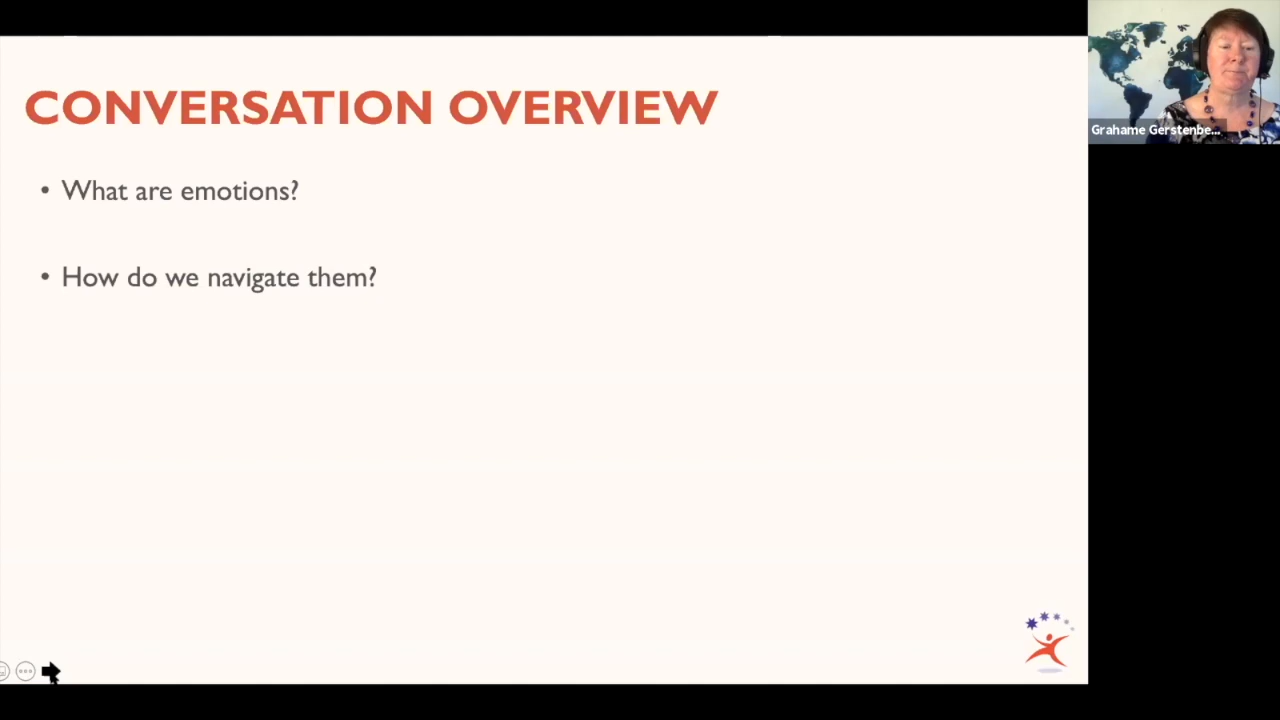 CONVERSATION OVERVIEW
• What are emotions?
• How do we navigate them?
Grahame Gerstenbe...